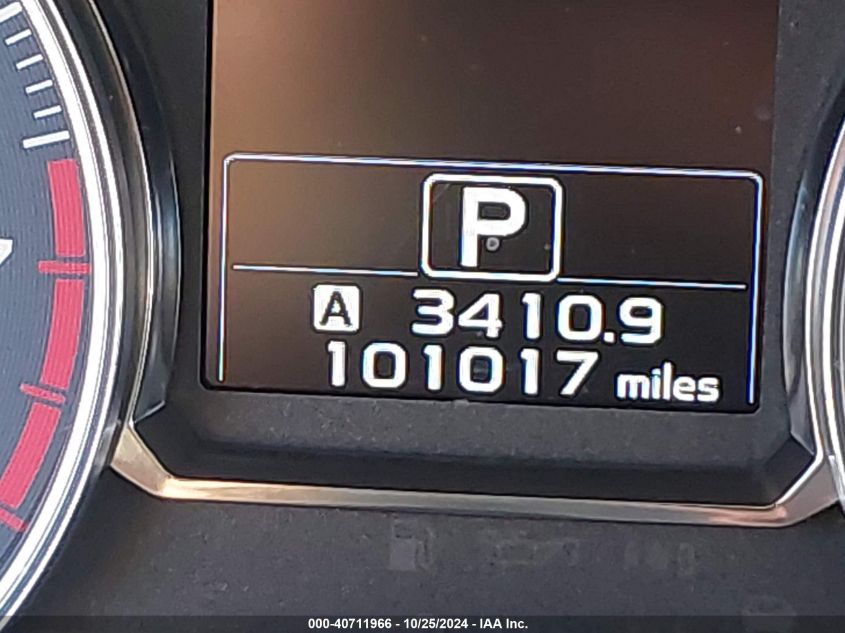 P
A 3410.9
101017 miles
000-40711966 - 10/25/2024 - IAA Inc.